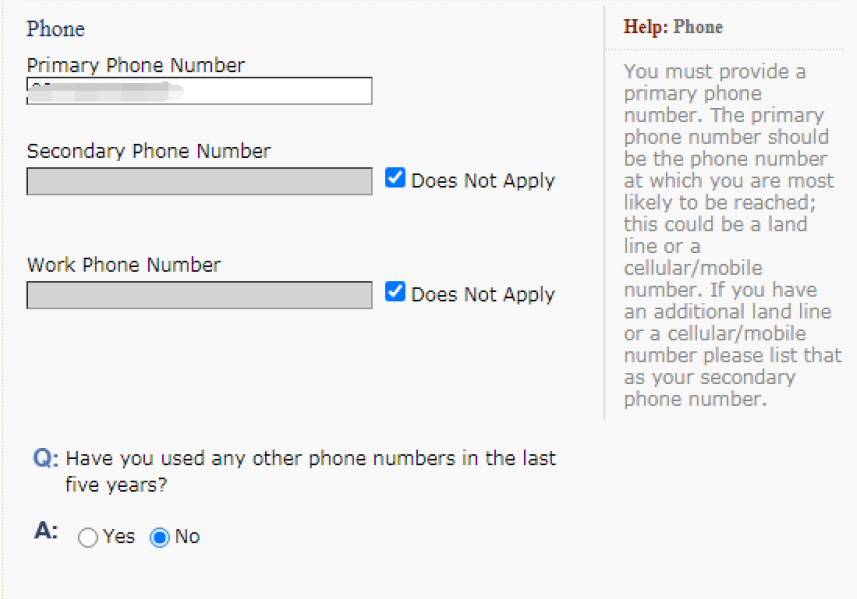 Phone
Primary Phone Number
Secondary Phone Number
Does Not Apply
Work Phone Number
Does Not Apply
Help: Phone
You must provide a
primary phone
number. The primary
phone number should
be the phone number
at which you are most
likely to be reached;
this could be a land
line or a
cellular/mobile
number. If you have
an additional land line
or a cellular/mobile
number please list that
as your secondary
phone number.
Q: Have you used any other phone numbers in the last
five years?
A: Yes No